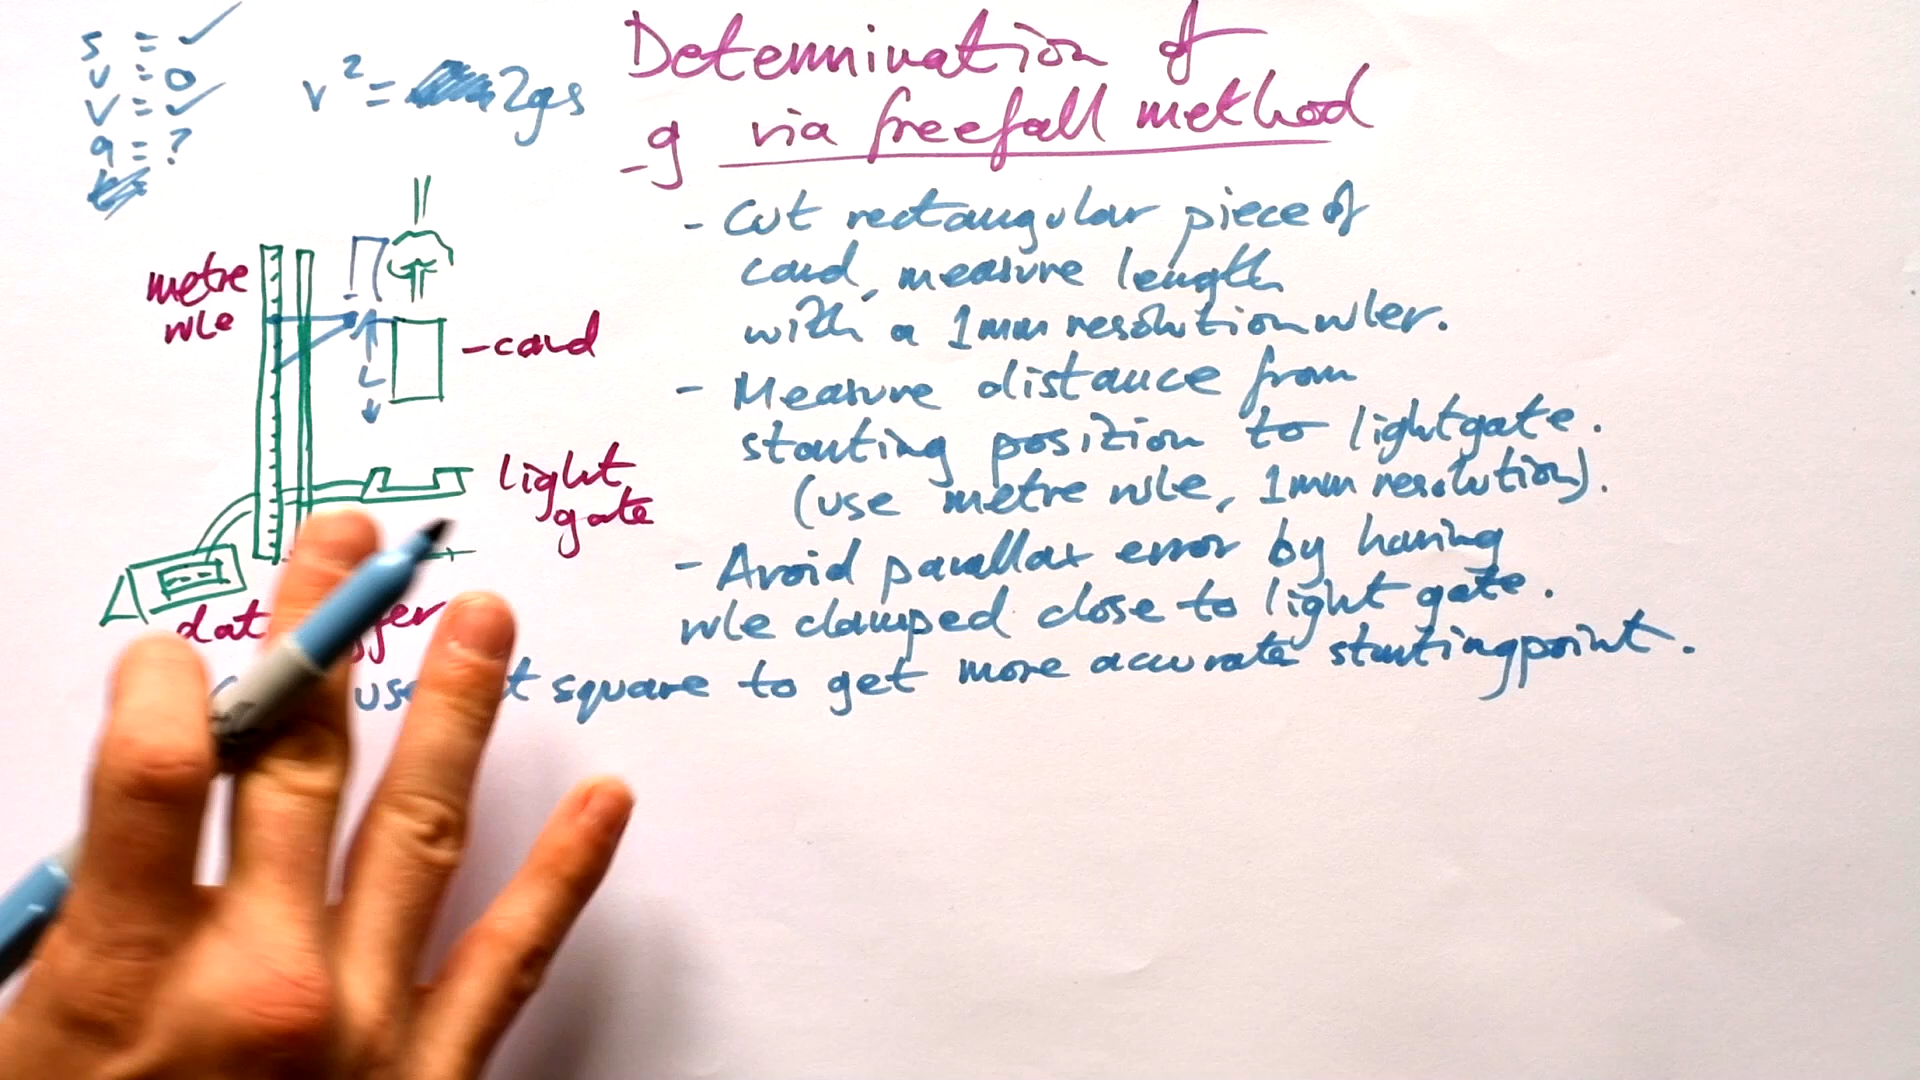 s = ✓
u = 0
v = ✓
a = ?
v² = 2gs
Determination of
g via freefall method
- Cut rectangular piece of
card, measure length
with a 1mm resolution ruler.
- Measure distance from
starting position to lightgate.
(use metre rule, 1mm resolution).
- Avoid parallax error by having
rule clamped close to light gate.
use square to get more accurate starting point.
metre
rule
- card
L
light
gate